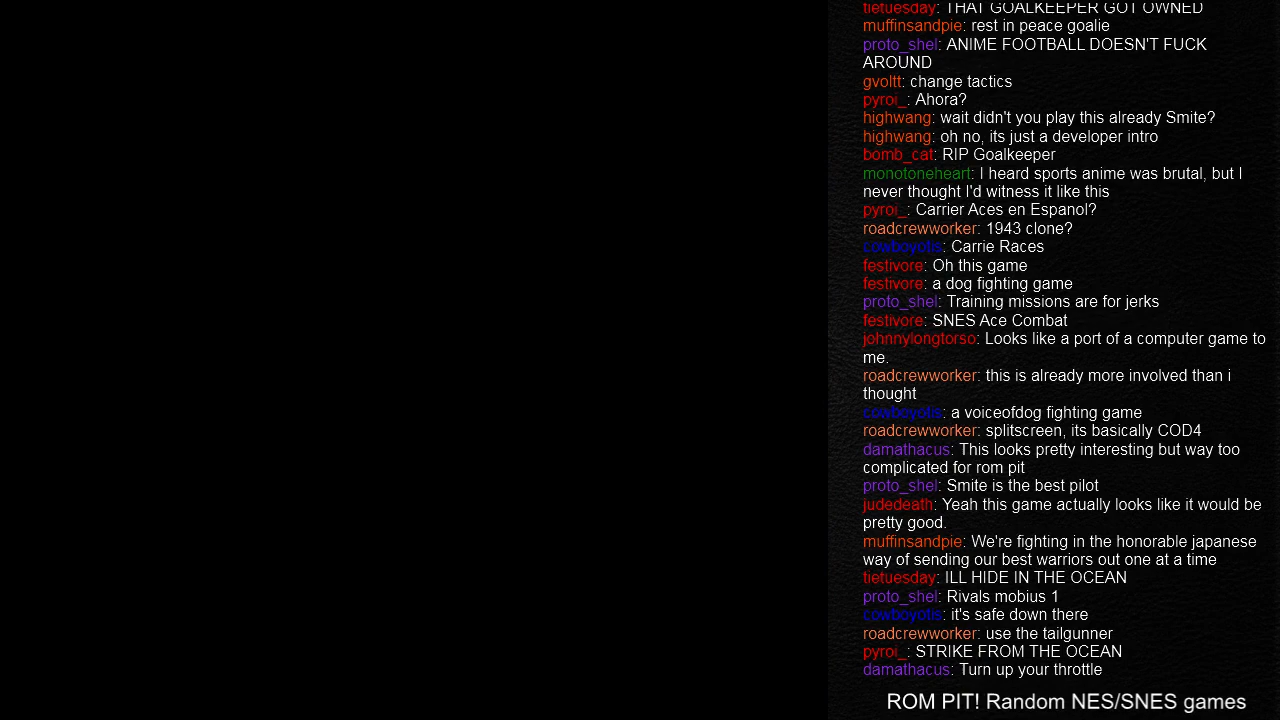 tietuesday: THAT GOALKEEPER GOT OWNED
muffinsandpie: rest in peace goalie
proto_shel: ANIME FOOTBALL DOESN'T FUCK
AROUND
gvoltt: change tactics
pyroi_: Ahora?
highwang: wait didn't you play this already Smite?
highwang: oh no, its just a developer intro
bomb_cat: RIP Goalkeeper
monotoneheart: I heard sports anime was brutal, but I
never thought I'd witness it like this
pyroi_: Carrier Aces en Espanol?
roadcrewworker: 1943 clone?
cowboyotis: Carrie Races
festivore: Oh this game
festivore: a dog fighting game
proto_shel: Training missions are for jerks
festivore: SNES Ace Combat
johnnylongtorso: Looks like a port of a computer game to
me.
roadcrewworker: this is already more involved than i
thought
cowboyotis: a voiceofdog fighting game
roadcrewworker: splitscreen, its basically COD4
damathacus: This looks pretty interesting but way too
complicated for rom pit
proto_shel: Smite is the best pilot
judedeath: Yeah this game actually looks like it would be
pretty good.
muffinsandpie: We're fighting in the honorable japanese
way of sending our best warriors out one at a time
tietuesday: ILL HIDE IN THE OCEAN
proto_shel: Rivals mobius 1
cowboyotis: it's safe down there
roadcrewworker: use the tailgunner
pyroi_: STRIKE FROM THE OCEAN
damathacus: Turn up your throttle
ROM PIT! Random NES/SNES games